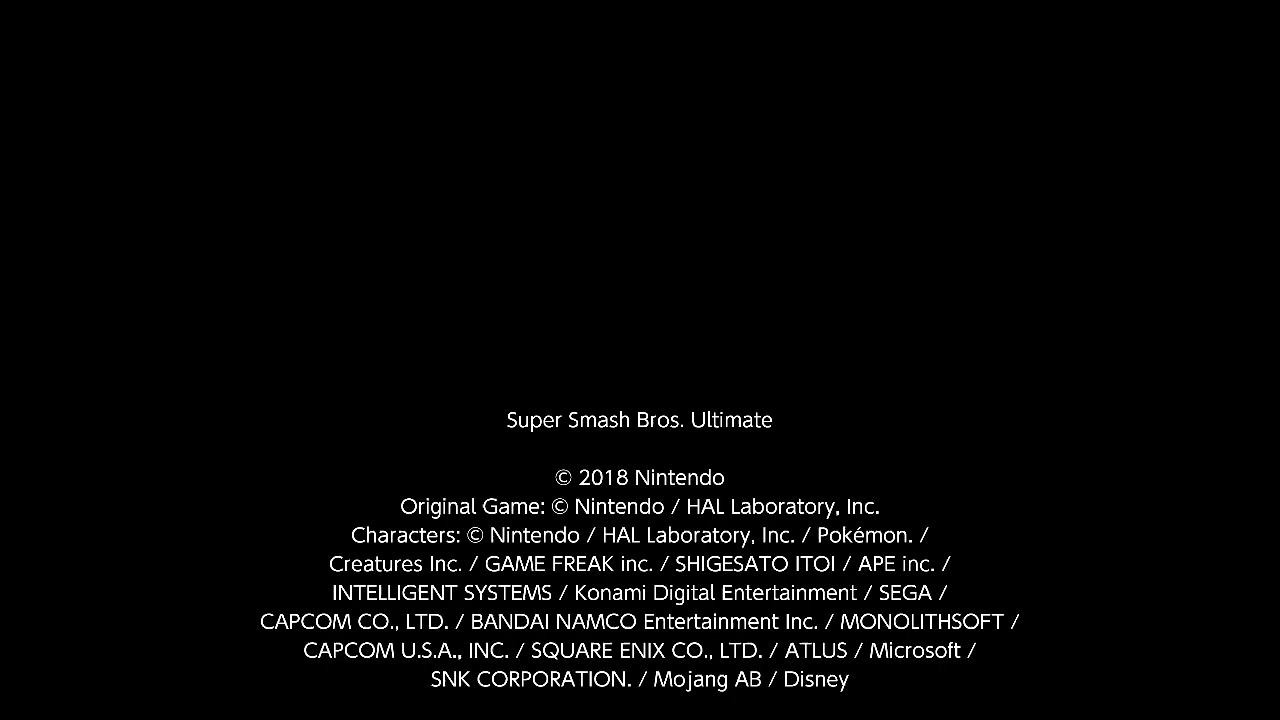 Super Smash Bros. Ultimate
© 2018 Nintendo
Original Game: © Nintendo / HAL Laboratory, Inc.
Characters: © Nintendo / HAL Laboratory, Inc. / Pokémon. /
Creatures Inc. / GAME FREAK inc. / SHIGESATO ITOI / APE inc. /
INTELLIGENT SYSTEMS / Konami Digital Entertainment / SEGA /
CAPCOM CO., LTD. / BANDAI NAMCO Entertainment Inc. / MONOLITHSOFT /
CAPCOM U.S.A., INC. / SQUARE ENIX CO., LTD. / ATLUS / Microsoft /
SNK CORPORATION. / Mojang AB / Disney